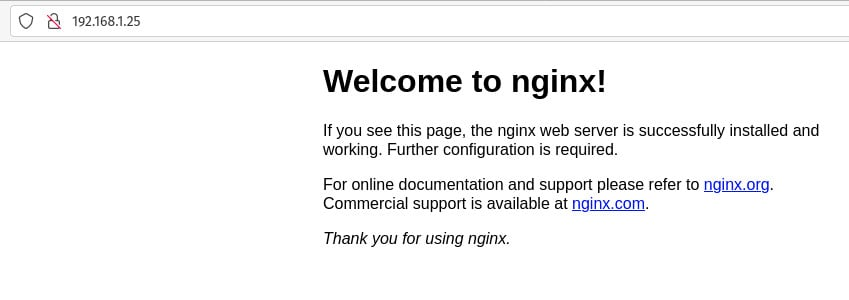 192.168.1.25
Welcome to nginx!
If you see this page, the nginx web server is successfully installed and
working. Further configuration is required.
For online documentation and support please refer to nginx.org.
Commercial support is available at nginx.com.
Thank you for using nginx.